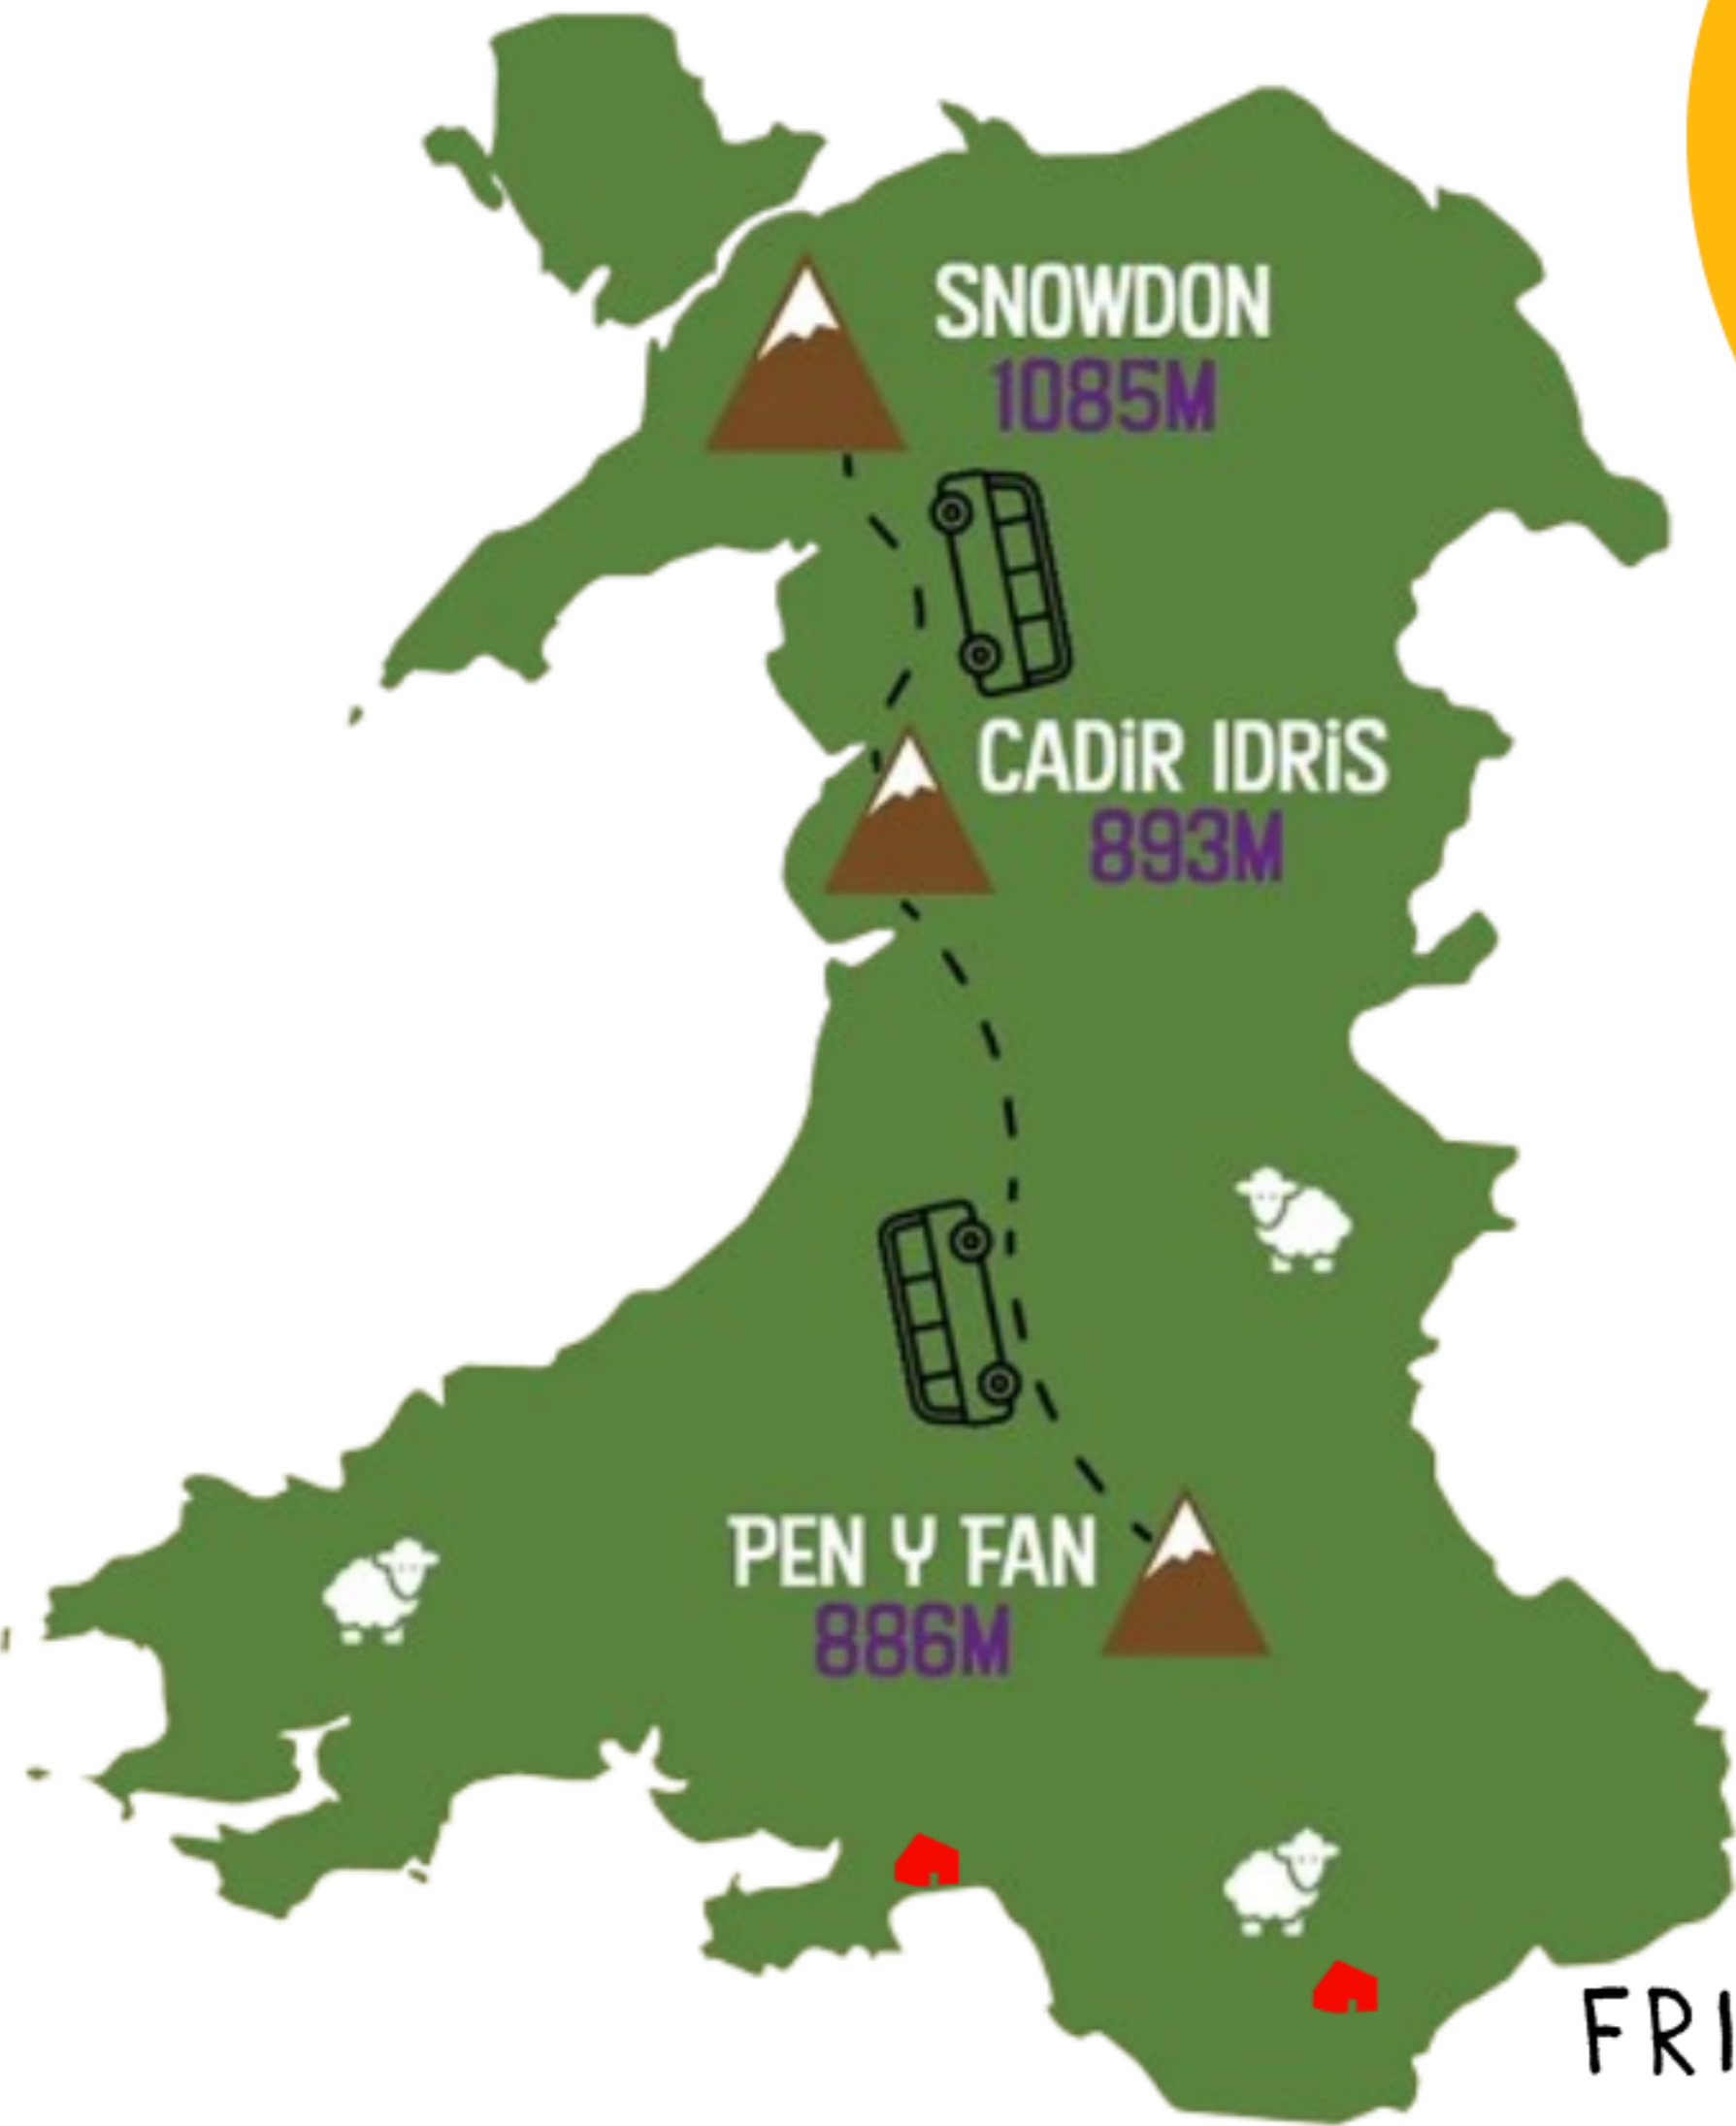 SNOWDON
1085M
CADiR IDRiS
893M
PEN Y FAN
886M
FRI